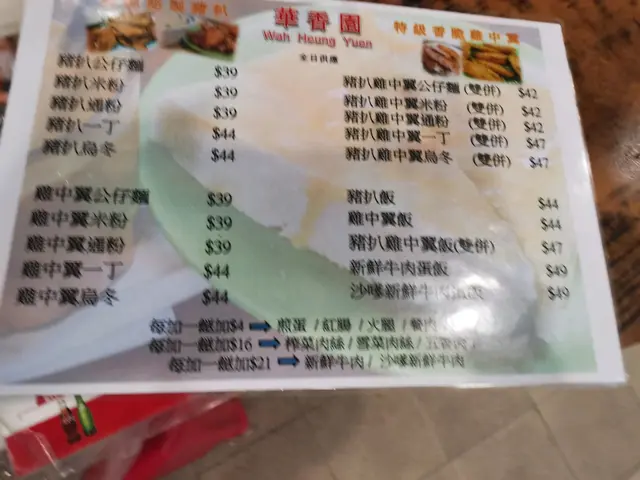 華香園
Wah Heung Yuen
全日供應
特級香脆雞中翼
豬扒公仔麵 $39
豬扒米粉 $39
豬扒通粉 $39
豬扒一丁 $44
豬扒烏冬 $44
豬扒雞中翼公仔麵 (雙併) $42
豬扒雞中翼米粉 (雙併) $42
豬扒雞中翼通粉 (雙併) $42
豬扒雞中翼一丁 (雙併) $47
豬扒雞中翼烏冬 (雙併) $47
雞中翼公仔麵 $39
雞中翼米粉 $39
雞中翼通粉 $39
雞中翼一丁 $44
雞中翼烏冬 $44
豬扒飯 $44
雞中翼飯 $44
豬扒雞中翼飯(雙併) $47
新鮮牛肉蛋飯 $49
沙嗲新鮮牛肉 $49
每加一餸加$4 ➡ 煎蛋 / 紅腸 / 火腿 / 餐肉
每加一餸加$16 ➡ 榨菜肉絲 / 雪菜肉絲 /
每加一餸加$21 ➡ 新鮮牛肉 / 沙嗲新鮮牛肉